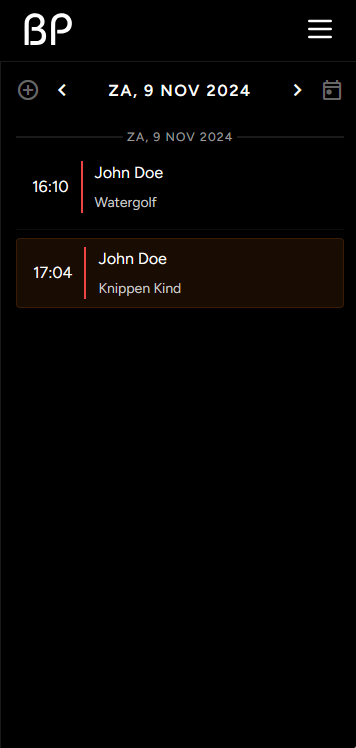 BP
ZA, 9 NOV 2024
ZA, 9 NOV 2024
16:10
John Doe
Watergolf
17:04
John Doe
Knippen Kind